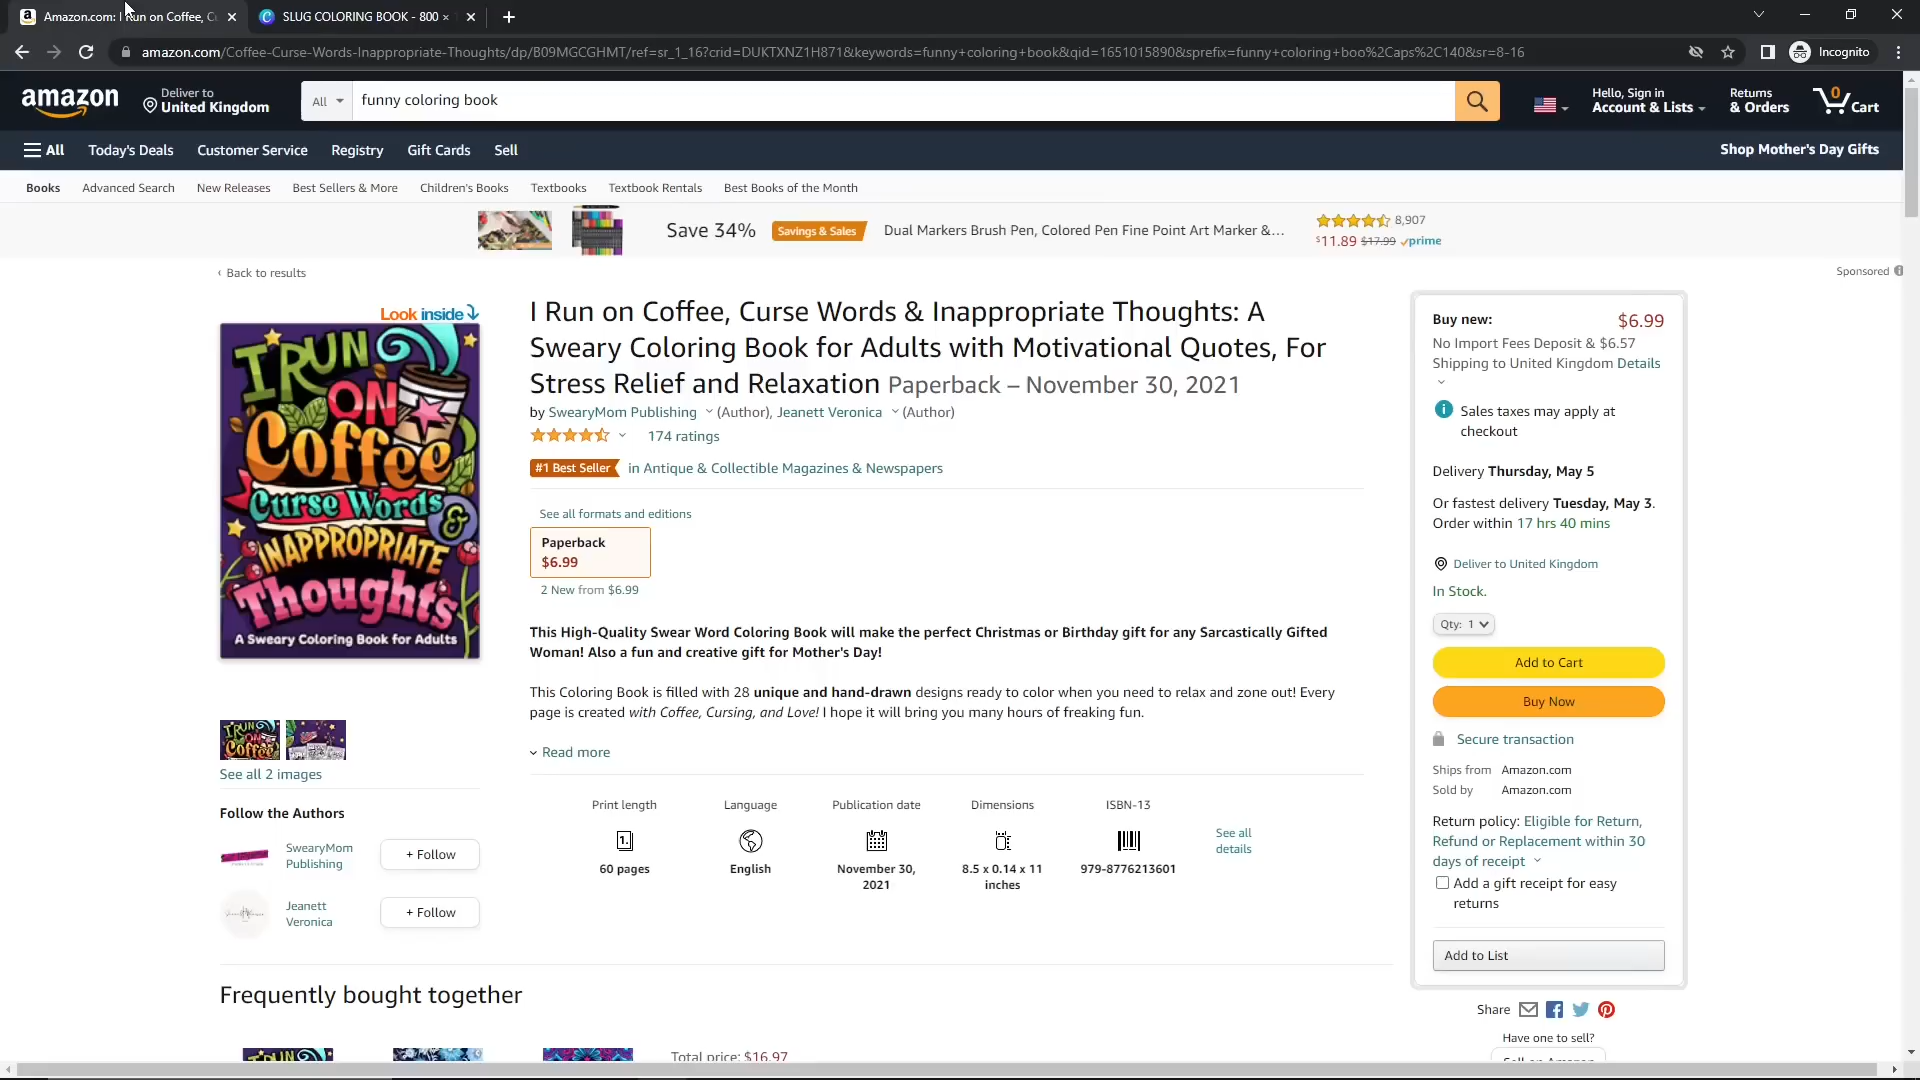 Amazon.com: I Run on Coffee, Cu
SLUG COLORING BOOK - 800 ×
amazon.com/Coffee-Curse-Words-Inappropriate-Thoughts/dp/B09MGCGHMT/ref=sr_1_16?crid=DUKTXNZ1H871&keywords=funny+coloring+book&qid=1651015890&sprefix=funny+coloring+boo%2Caps%2C140&sr=8-16
Incognito
amazon
Deliver to
United Kingdom
All
funny coloring book
Hello, Sign in
Account & Lists
Returns
& Orders
0
Cart
All
Today's Deals
Customer Service
Registry
Gift Cards
Sell
Shop Mother's Day Gifts
Books
Advanced Search
New Releases
Best Sellers & More
Children's Books
Textbooks
Textbook Rentals
Best Books of the Month
Save 34%
Savings & Sales
Dual Markers Brush Pen, Colored Pen Fine Point Art Marker &...
8,907
$11.89 $17.99 prime
Sponsored
‹ Back to results
Look inside
I RUN
ON
Coffee
Curse Words
&
INAPPROPRIATE
Thoughts
A Sweary Coloring Book for Adults
See all 2 images
Follow the Authors
SwearyMom
Publishing
+ Follow
Jeanett
Veronica
+ Follow
I Run on Coffee, Curse Words & Inappropriate Thoughts: A
Sweary Coloring Book for Adults with Motivational Quotes, For
Stress Relief and Relaxation Paperback – November 30, 2021
by SwearyMom Publishing (Author), Jeanett Veronica (Author)
174 ratings
#1 Best Seller in Antique & Collectible Magazines & Newspapers
See all formats and editions
Paperback
$6.99
2 New from $6.99
This High-Quality Swear Word Coloring Book will make the perfect Christmas or Birthday gift for any Sarcastically Gifted
Woman! Also a fun and creative gift for Mother's Day!
This Coloring Book is filled with 28 unique and hand-drawn designs ready to color when you need to relax and zone out! Every
page is created with Coffee, Cursing, and Love! I hope it will bring you many hours of freaking fun.
Read more
Print length
60 pages
Language
English
Publication date
November 30,
2021
Dimensions
8.5 x 0.14 x 11
inches
ISBN-13
979-8776213601
See all
details
Buy new:
$6.99
No Import Fees Deposit & $6.57
Shipping to United Kingdom Details
Sales taxes may apply at
checkout
Delivery Thursday, May 5
Or fastest delivery Tuesday, May 3.
Order within 17 hrs 40 mins
Deliver to United Kingdom
In Stock.
Qty: 1
Add to Cart
Buy Now
Secure transaction
Ships from Amazon.com
Sold by Amazon.com
Return policy: Eligible for Return,
Refund or Replacement within 30
days of receipt
Add a gift receipt for easy
returns
Add to List
Share
Have one to sell?
Sell on Amazon
Frequently bought together
Total price: $16.97